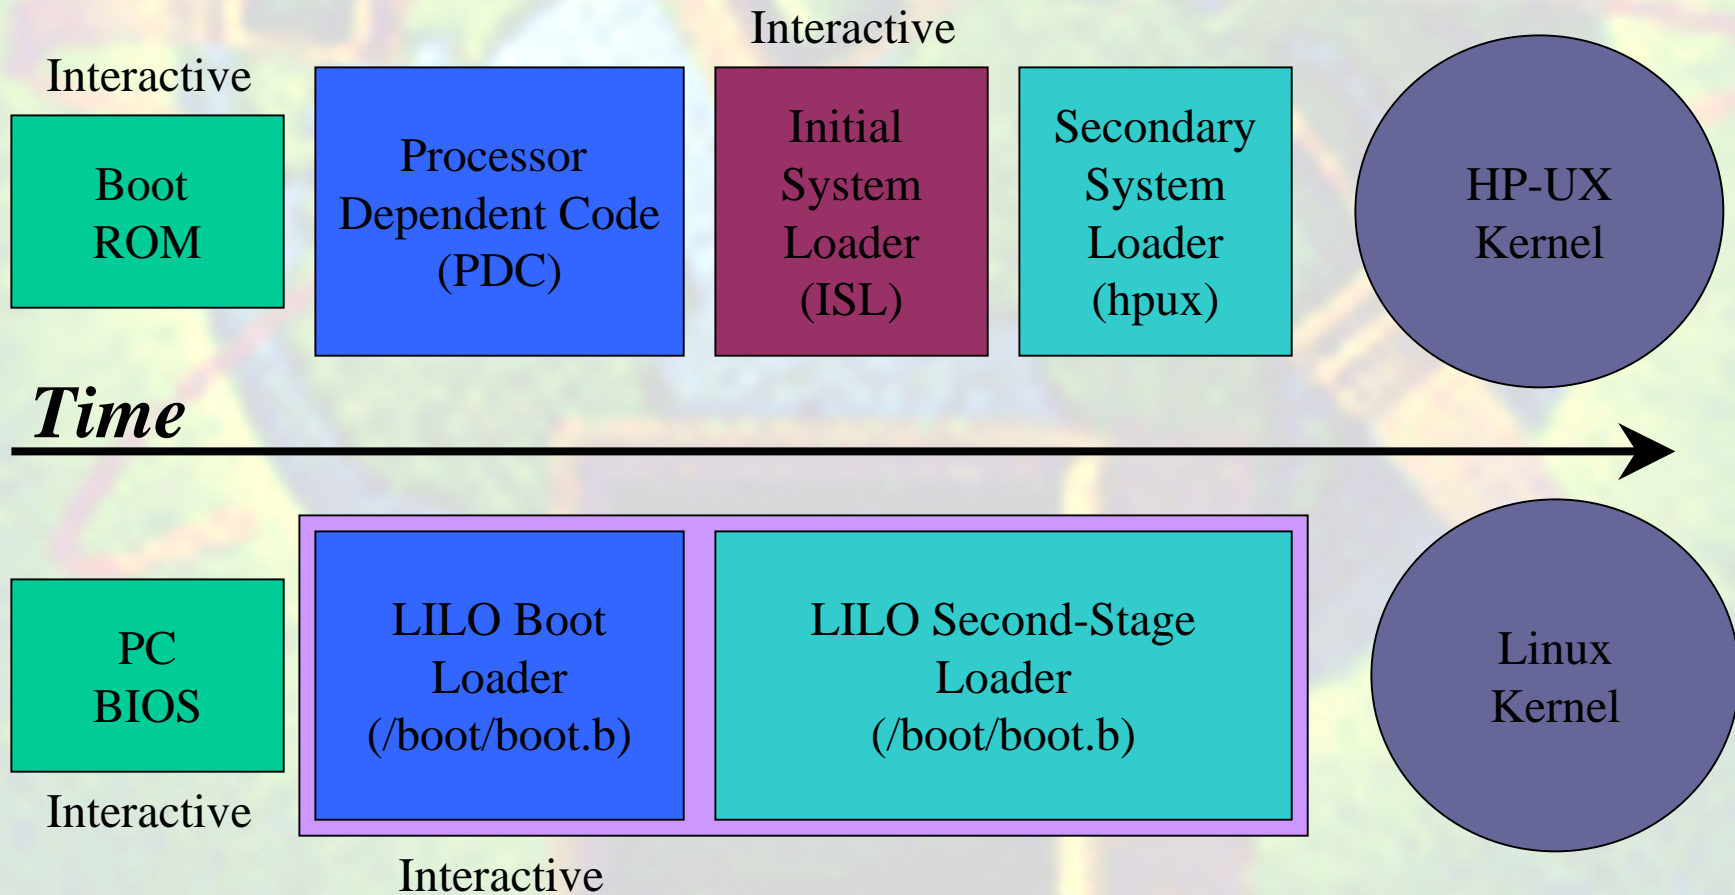 Interactive
Interactive
Boot
ROM
Processor
Dependent Code
(PDC)
Initial
System
Loader
(ISL)
Secondary
System
Loader
(hpux)
HP-UX
Kernel
Time
PC
BIOS
LILO Boot
Loader
(/boot/boot.b)
LILO Second-Stage
Loader
(/boot/boot.b)
Linux
Kernel
Interactive
Interactive